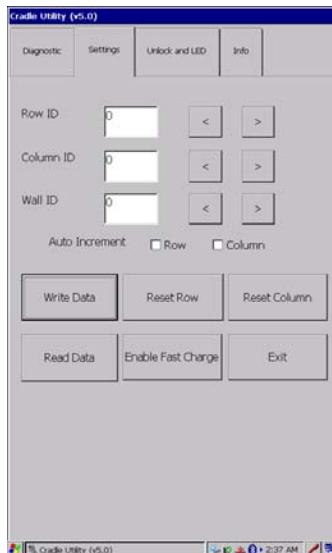 Cradle Utility (v5.0)
Diagnostic Settings Unlock and LED Info
Row ID 0 < >
Column ID 0 < >
Wall ID 0 < >
Auto Increment Row Column
Write Data Reset Row Reset Column
Read Data Enable Fast Charge Exit
Cradle Utility (v5.0) 2:37 AM